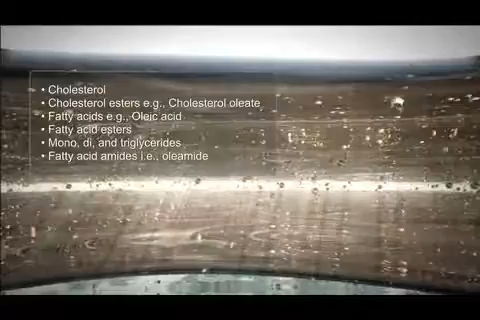 • Cholesterol
• Cholesterol esters e.g., Cholesterol oleate
• Fatty acids e.g., Oleic acid
• Fatty acid esters
• Mono, di, and triglycerides
• Fatty acid amides i.e., oleamide